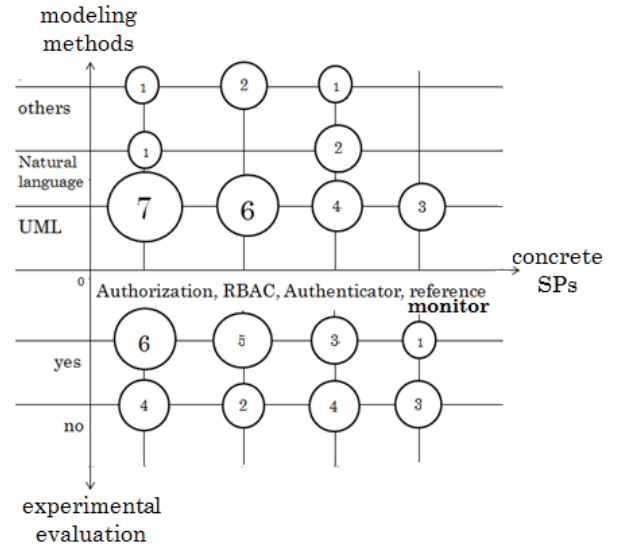 modeling
methods
1 2 1
others
1 2
Natural
language
7 6 4 3
UML
concrete
SPs
0
Authorization, RBAC, Authenticator, reference
monitor
6 5 3 1
yes
4 2 4 3
no
experimental
evaluation